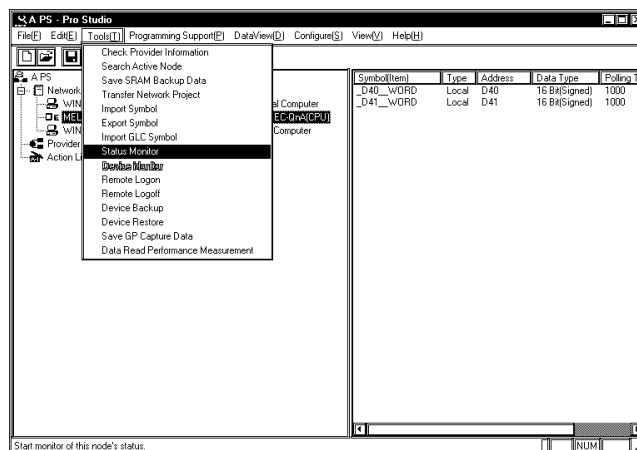 A PS - Pro Studio
File(F) Edit(E) Tools(T) Programming Support(P) DataView(D) Configure(S) View(V) Help(H)
Check Provider Information
Search Active Node
Save SRAM Backup Data
Transfer Network Project
Import Symbol
Export Symbol
Import GLC Symbol
Status Monitor
Device Monitor
Remote Logon
Remote Logoff
Device Backup
Device Restore
Save GP Capture Data
Data Read Performance Measurement
A PS
Network
WIN al Computer
MEL EC-QnA(CPU)
WIN Computer
Provider
Action Li
Symbol(Item) Type Address Data Type Polling T
_D40__WORD Local D40 16 Bit(Signed) 1000
_D41__WORD Local D41 16 Bit(Signed) 1000
Start monitor of this node's status.
NUM